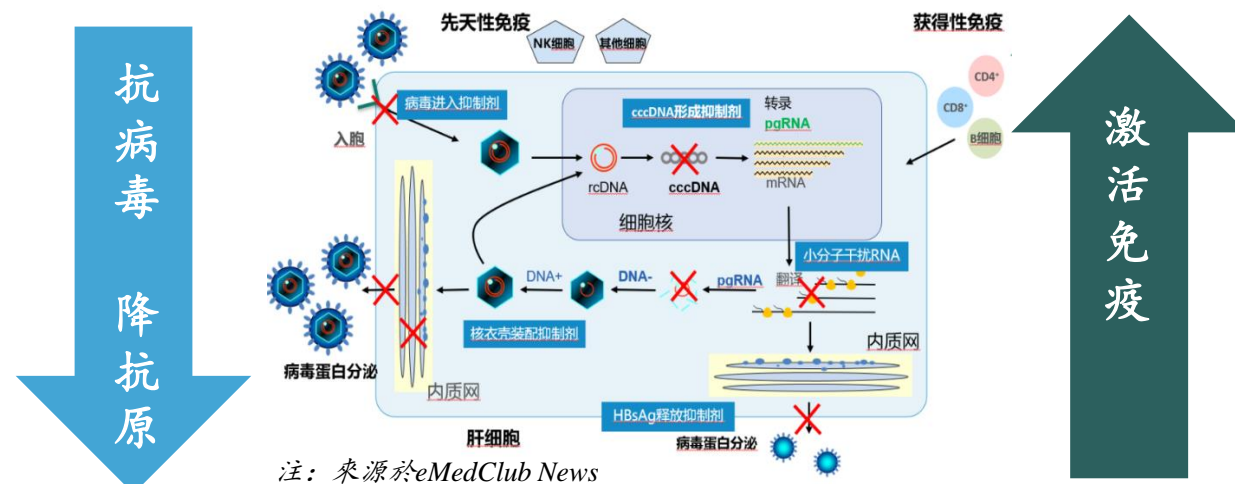 抗病毒 降抗原
先天性免疫
NK细胞
其他细胞
获得性免疫
CD4+
CD8+
B细胞
激活免疫
病毒进入抑制剂
入胞
cccDNA形成抑制剂
转录
pgRNA
rcDNA
cccDNA
mRNA
细胞核
小分子干扰RNA
翻译
pgRNA
DNA-
DNA+
核衣壳装配抑制剂
病毒蛋白分泌
内质网
内质网
HBsAg释放抑制剂
肝细胞
病毒蛋白分泌
注：来源於eMedClub News